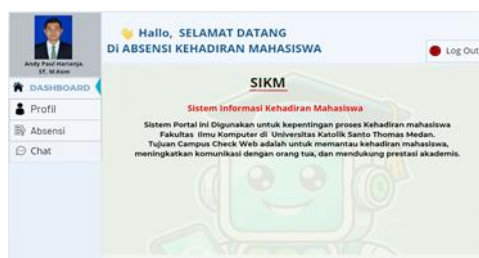 Andy Paul Harianja,
ST, M.Kom
DASHBOARD
Profil
Absensi
Chat
Hallo, SELAMAT DATANG
Di ABSENSI KEHADIRAN MAHASISWA
Log Out
SIKM
Sistem Informasi Kehadiran Mahasiswa
Sistem Portal ini Digunakan untuk kepentingan proses Kehadiran mahasiswa
Fakultas Ilmu Komputer di Universitas Katolik Santo Thomas Medan.
Tujuan Campus Check Web adalah untuk memantau kehadiran mahasiswa,
meningkatkan komunikasi dengan orang tua, dan mendukung prestasi akademis.